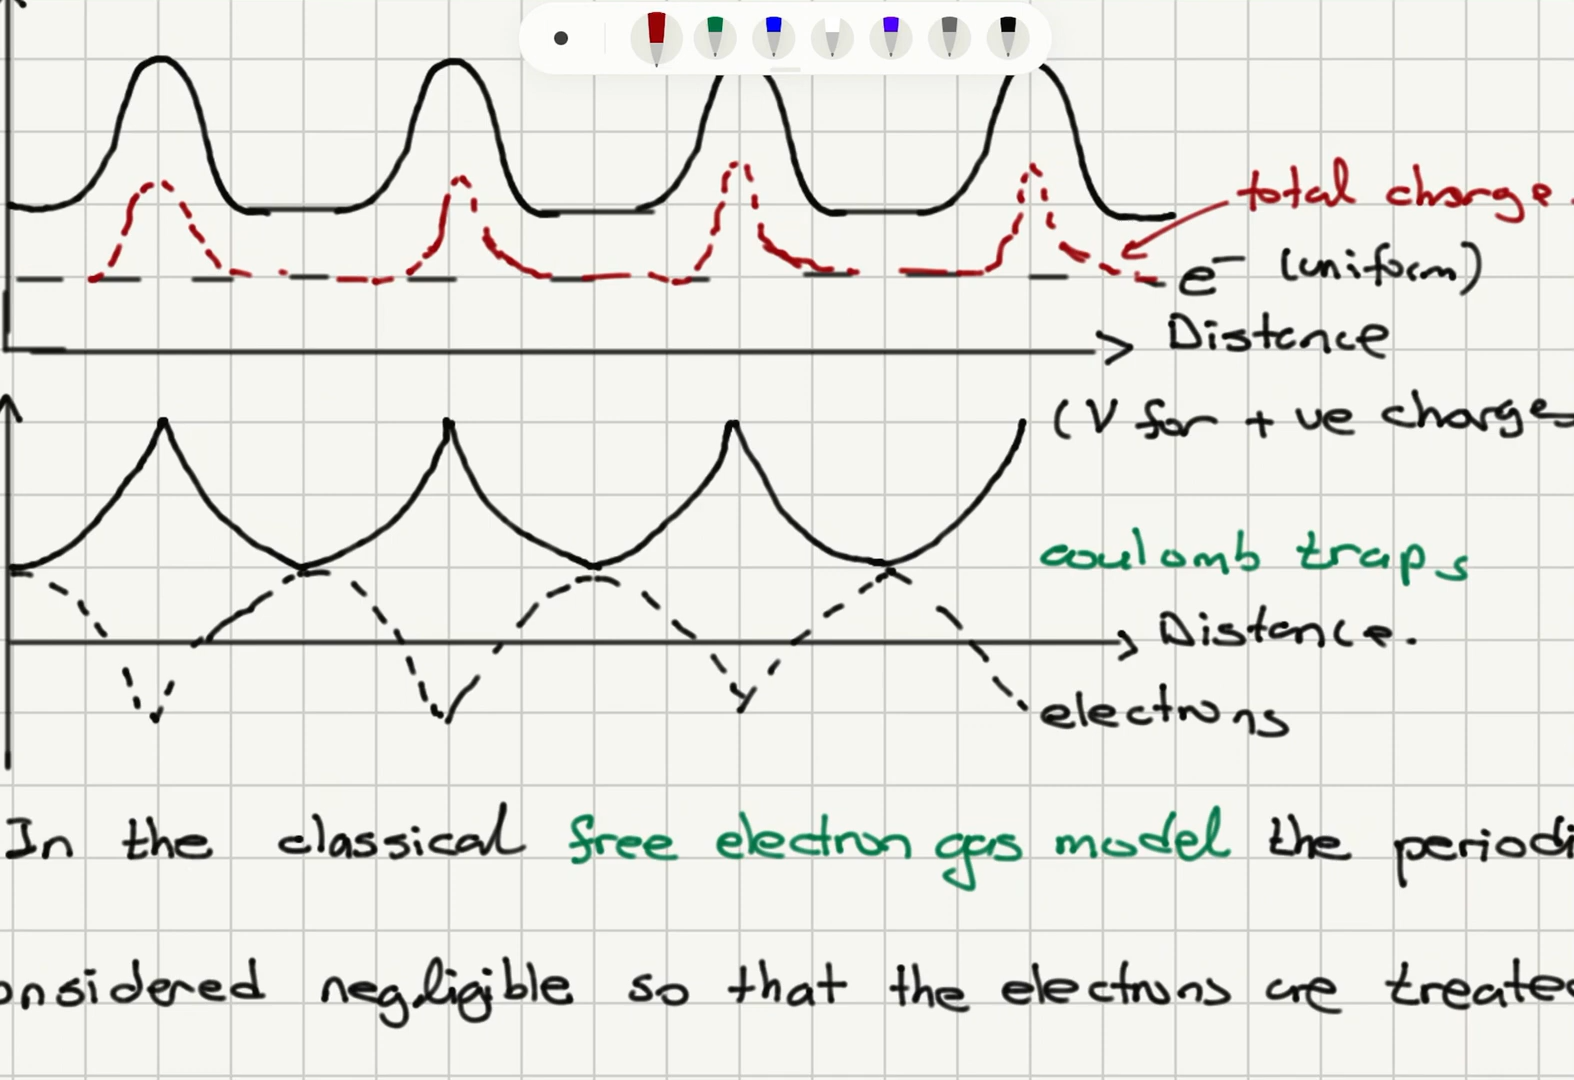 total charge
e⁻ (uniform)
Distance
(V for +ve charge
coulomb traps
Distance.
electrons
In the classical free electron gas model the periodi
onsidered negligible so that the electrons are treate